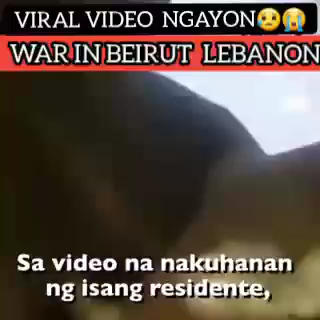 VIRAL VIDEO NGAYON😢😭
WAR IN BEIRUT LEBANON
Sa video na nakuhanan
ng isang residente,